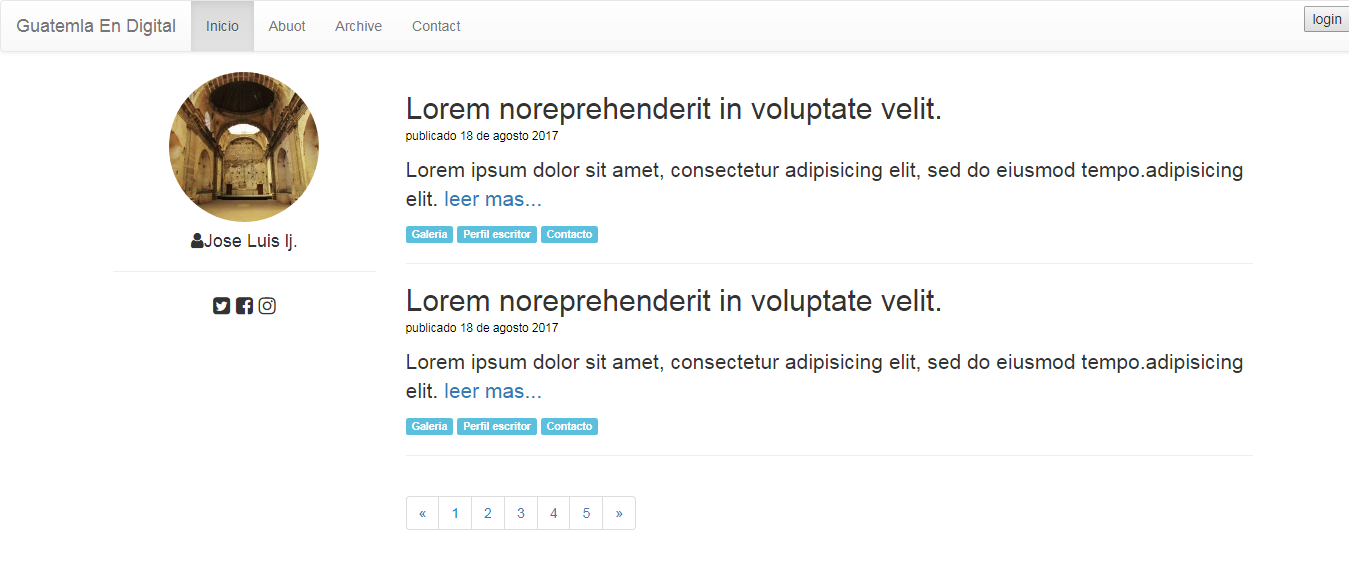 Guatemla En Digital Inicio Abuot Archive Contact login
Jose Luis lj.
Lorem noreprehenderit in voluptate velit.
publicado 18 de agosto 2017
Lorem ipsum dolor sit amet, consectetur adipisicing elit, sed do eiusmod tempo.adipisicing
elit. leer mas...
Galeria Perfil escritor Contacto
Lorem noreprehenderit in voluptate velit.
publicado 18 de agosto 2017
Lorem ipsum dolor sit amet, consectetur adipisicing elit, sed do eiusmod tempo.adipisicing
elit. leer mas...
Galeria Perfil escritor Contacto
« 1 2 3 4 5 »